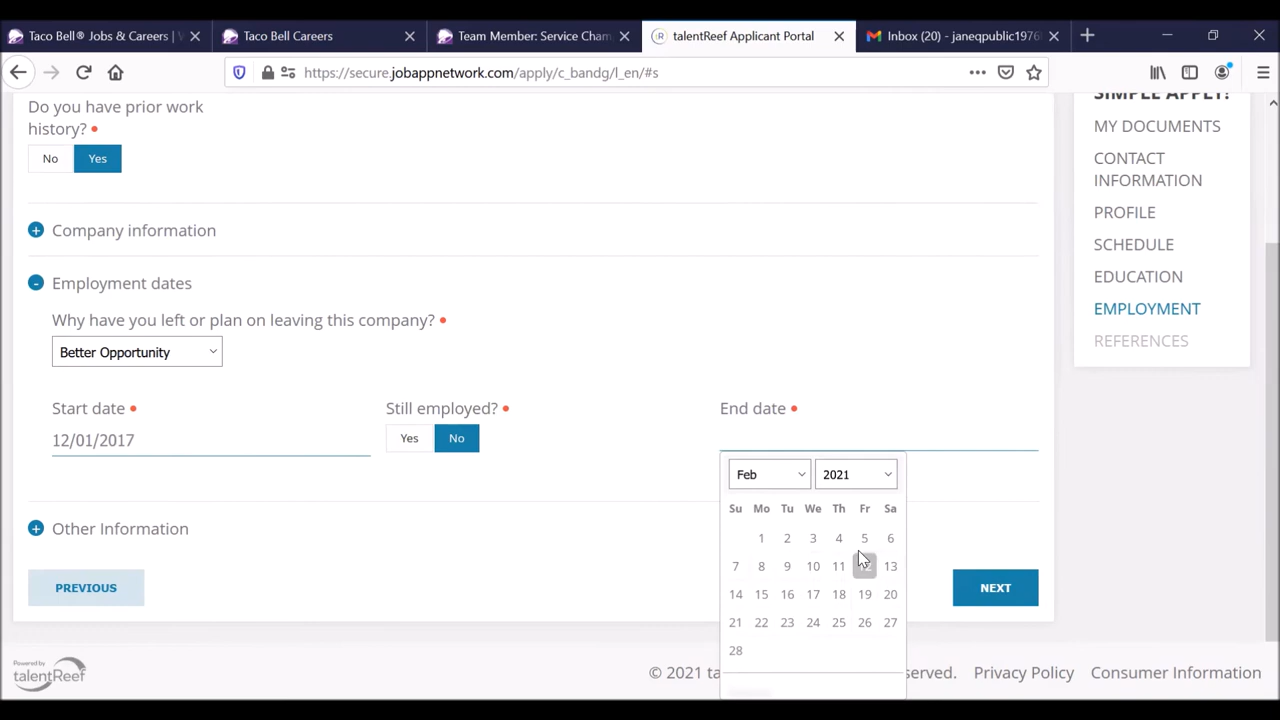 Taco Bell® Jobs & Careers |
Taco Bell Careers
Team Member: Service Cham
talentReef Applicant Portal
Inbox (20) - janeqpublic1976
https://secure.jobappnetwork.com/apply/c_bandg/l_en/#s
Do you have prior work
history?
No Yes
Company information
Employment dates
Why have you left or plan on leaving this company?
Better Opportunity
Start date
12/01/2017
Still employed?
Yes No
End date
Feb 2021
Su Mo Tu We Th Fr Sa
1 2 3 4 5 6
7 8 9 10 11 12 13
14 15 16 17 18 19 20
21 22 23 24 25 26 27
28
Other Information
PREVIOUS
NEXT
SIMPLE APPLY!
MY DOCUMENTS
CONTACT
INFORMATION
PROFILE
SCHEDULE
EDUCATION
EMPLOYMENT
REFERENCES
Powered by
talentReef
© 2021 ta served. Privacy Policy Consumer Information